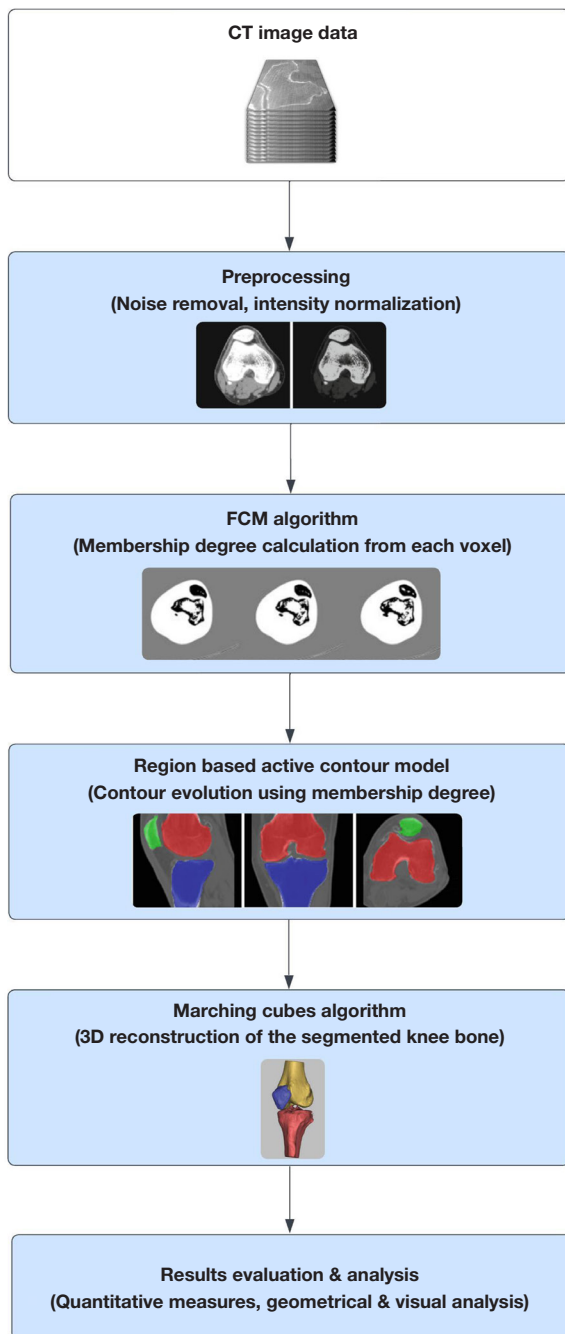 CT image data
Preprocessing
(Noise removal, intensity normalization)
FCM algorithm
(Membership degree calculation from each voxel)
Region based active contour model
(Contour evolution using membership degree)
Marching cubes algorithm
(3D reconstruction of the segmented knee bone)
Results evaluation & analysis
(Quantitative measures, geometrical & visual analysis)